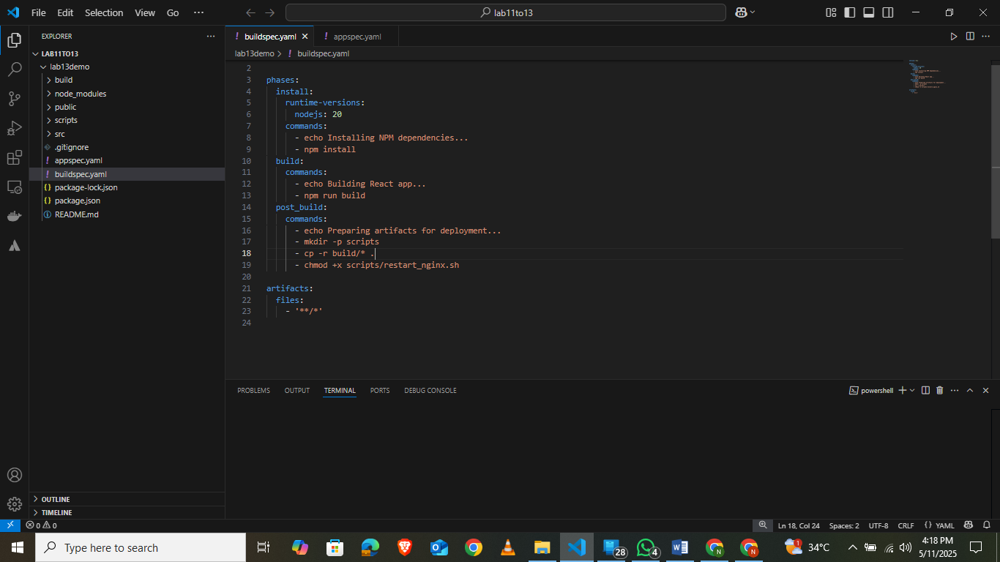 File Edit Selection View Go ···
lab11to13
EXPLORER ···
LAB11TO13
lab13demo
build
node_modules
public
scripts
src
.gitignore
! appspec.yaml
! buildspec.yaml
{} package-lock.json
{} package.json
README.md
OUTLINE
TIMELINE
! buildspec.yaml
! appspec.yaml
lab13demo > ! buildspec.yaml
2
3 phases:
4 install:
5 runtime-versions:
6 nodejs: 20
7 commands:
8 - echo Installing NPM dependencies...
9 - npm install
10 build:
11 commands:
12 - echo Building React app...
13 - npm run build
14 post_build:
15 commands:
16 - echo Preparing artifacts for deployment...
17 - mkdir -p scripts
18 - cp -r build/* .
19 - chmod +x scripts/restart_nginx.sh
20
21 artifacts:
22 files:
23 - '**/*'
24
PROBLEMS OUTPUT TERMINAL PORTS DEBUG CONSOLE
powershell
0 0
Ln 18, Col 24 Spaces: 2 UTF-8 CRLF {} YAML
Type here to search
28
4
N
N
1
34°C
4:18 PM
5/11/2025